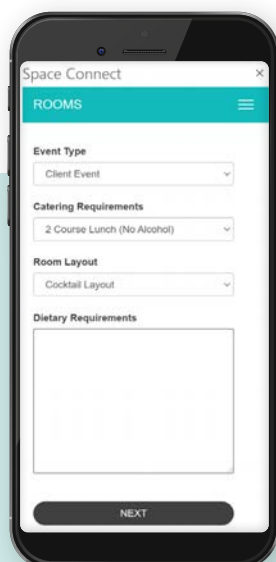 Space Connect ×
ROOMS
Event Type
Client Event
Catering Requirements
2 Course Lunch (No Alcohol)
Room Layout
Cocktail Layout
Dietary Requirements
NEXT